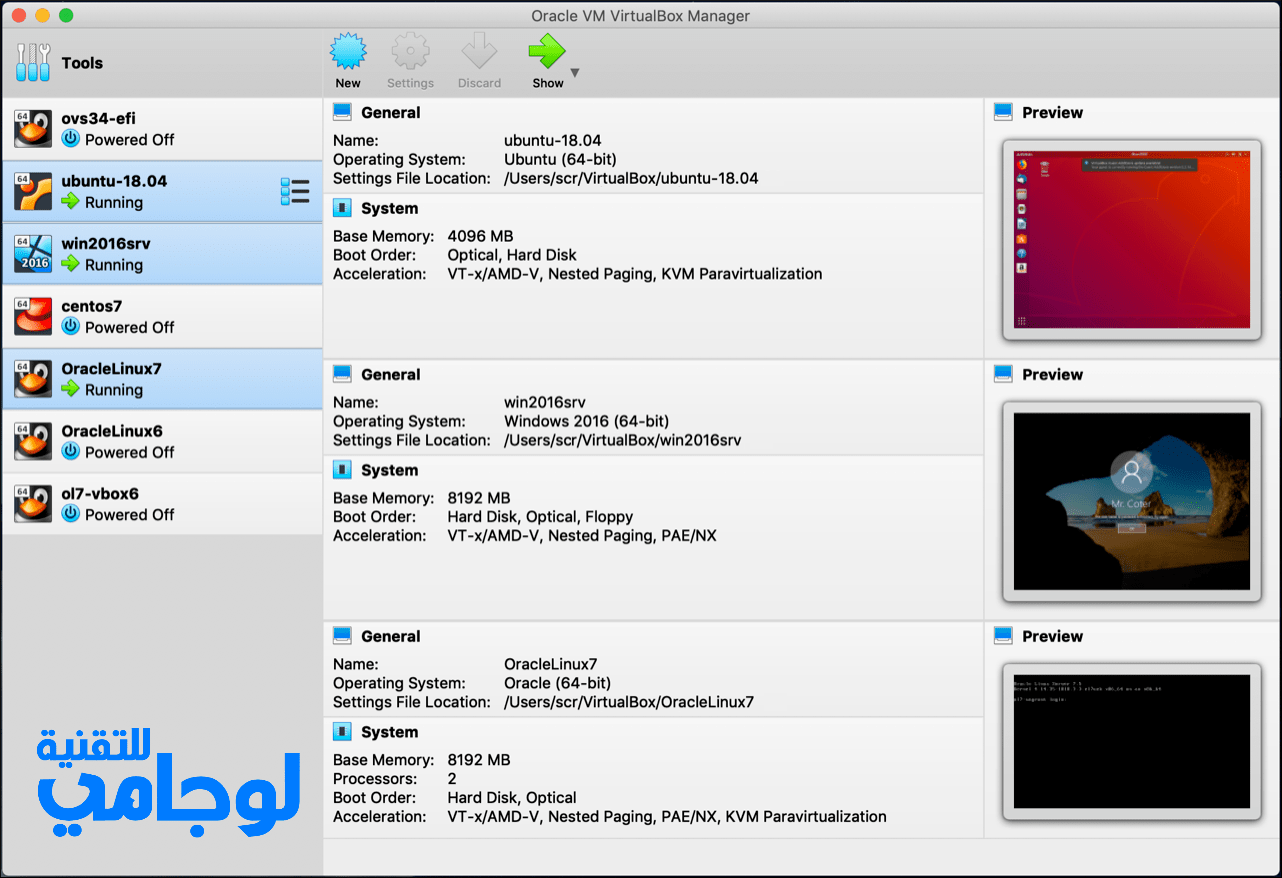 Oracle VM VirtualBox Manager
Tools
New
Settings
Discard
Show
64
ovs34-efi
Powered Off
64
ubuntu-18.04
Running
64
2016
win2016srv
Running
64
centos7
Powered Off
64
OracleLinux7
Running
64
OracleLinux6
Powered Off
64
ol7-vbox6
Powered Off
للتقنية
لوجامي
General
Name: ubuntu-18.04
Operating System: Ubuntu (64-bit)
Settings File Location: /Users/scr/VirtualBox/ubuntu-18.04
System
Base Memory: 4096 MB
Boot Order: Optical, Hard Disk
Acceleration: VT-x/AMD-V, Nested Paging, KVM Paravirtualization
Preview
General
Name: win2016srv
Operating System: Windows 2016 (64-bit)
Settings File Location: /Users/scr/VirtualBox/win2016srv
System
Base Memory: 8192 MB
Boot Order: Hard Disk, Optical, Floppy
Acceleration: VT-x/AMD-V, Nested Paging, PAE/NX
Preview
Mr. Coter
General
Name: OracleLinux7
Operating System: Oracle (64-bit)
Settings File Location: /Users/scr/VirtualBox/OracleLinux7
System
Base Memory: 8192 MB
Processors: 2
Boot Order: Hard Disk, Optical
Acceleration: VT-x/AMD-V, Nested Paging, PAE/NX, KVM Paravirtualization
Preview